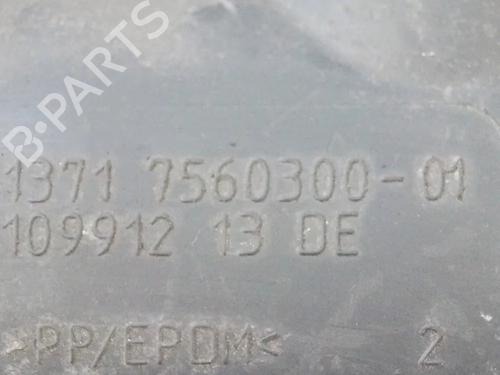 B-PARTS
1371 7560300-01
109912 13 DE
>PP/EPDM< 2